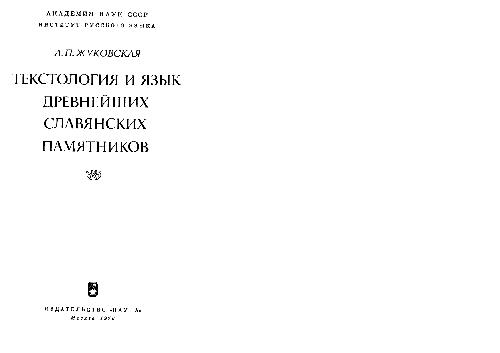 АКАДЕМИЯ НАУК СССР
ИНСТИТУТ РУССКОГО ЯЗЫКА
Л.П. ЖУКОВСКАЯ
ТЕКСТОЛОГИЯ И ЯЗЫК
ДРЕВНЕЙШИХ
СЛАВЯНСКИХ
ПАМЯТНИКОВ
ИЗДАТЕЛЬСТВО «НАУКА»
Москва